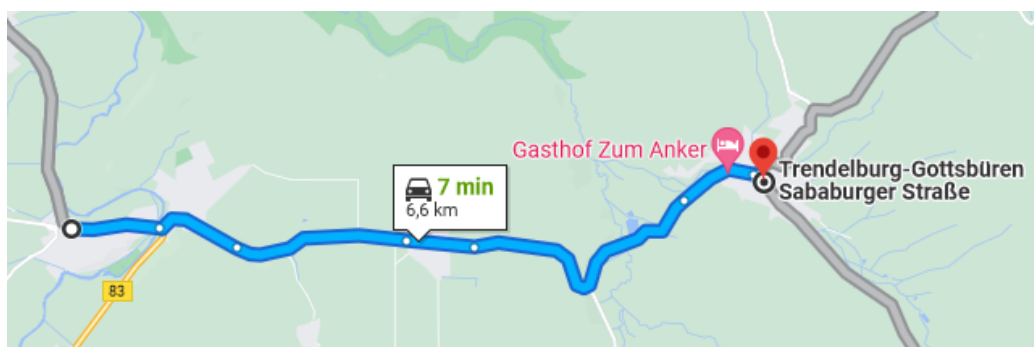 Gasthof Zum Anker
Trendelburg-Gottsbüren
Sababurger Straße
7 min
6,6 km
83